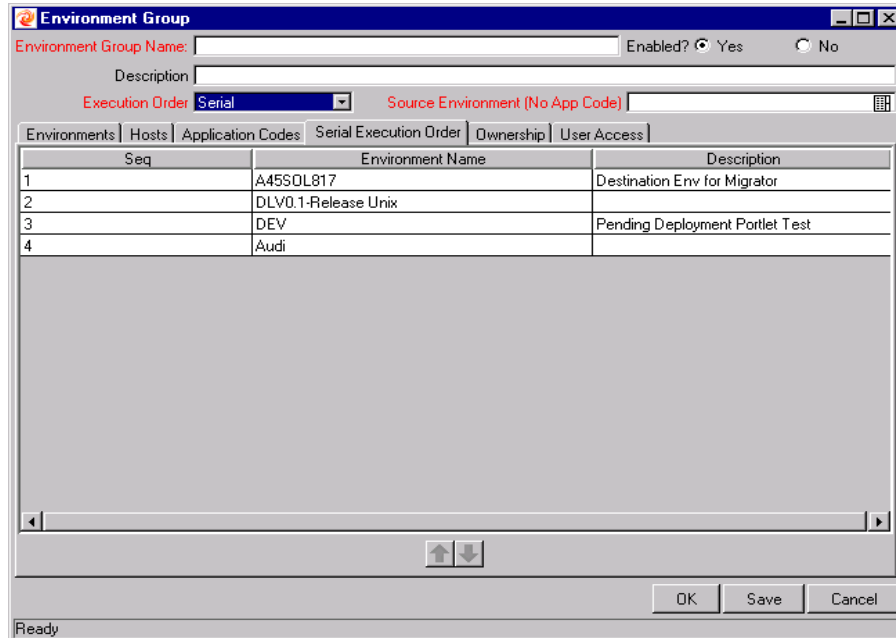 Environment Group
Environment Group Name: Enabled? Yes No
Description
Execution Order Serial Source Environment (No App Code)
Environments Hosts Application Codes Serial Execution Order Ownership User Access
Seq Environment Name Description
1 A45SOL817 Destination Env for Migrator
2 DLV0.1-Release Unix
3 DEV Pending Deployment Portlet Test
4 Audi
OK Save Cancel
Ready